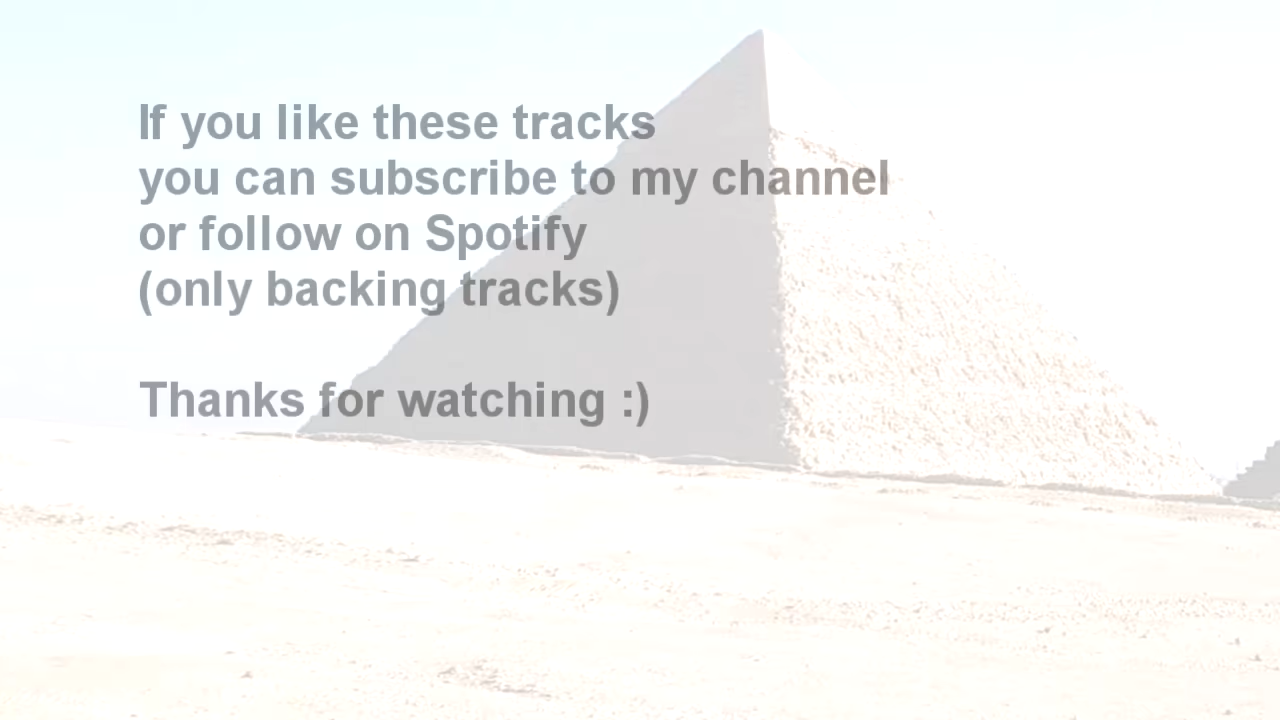 If you like these tracks
you can subscribe to my channel
or follow on Spotify
(only backing tracks)
Thanks for watching :)